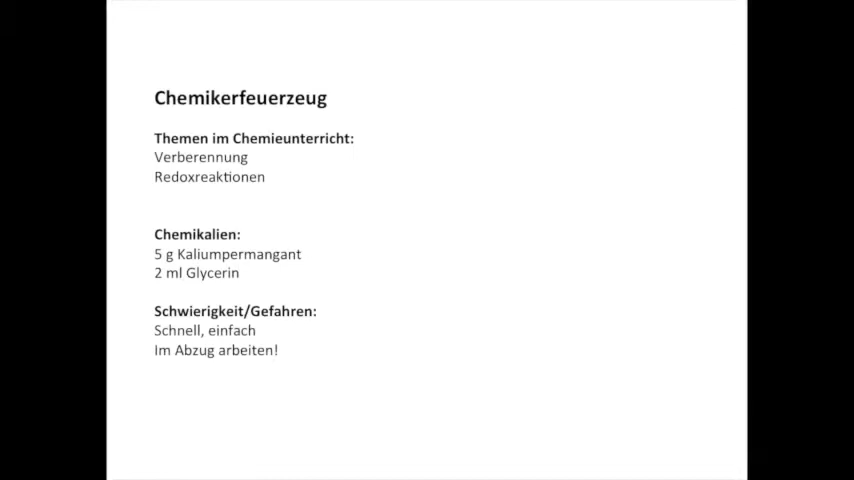 Chemikerfeuerzeug
Themen im Chemieunterricht:
Verberennung
Redoxreaktionen
Chemikalien:
5 g Kaliumpermangant
2 ml Glycerin
Schwierigkeit/Gefahren:
Schnell, einfach
Im Abzug arbeiten!